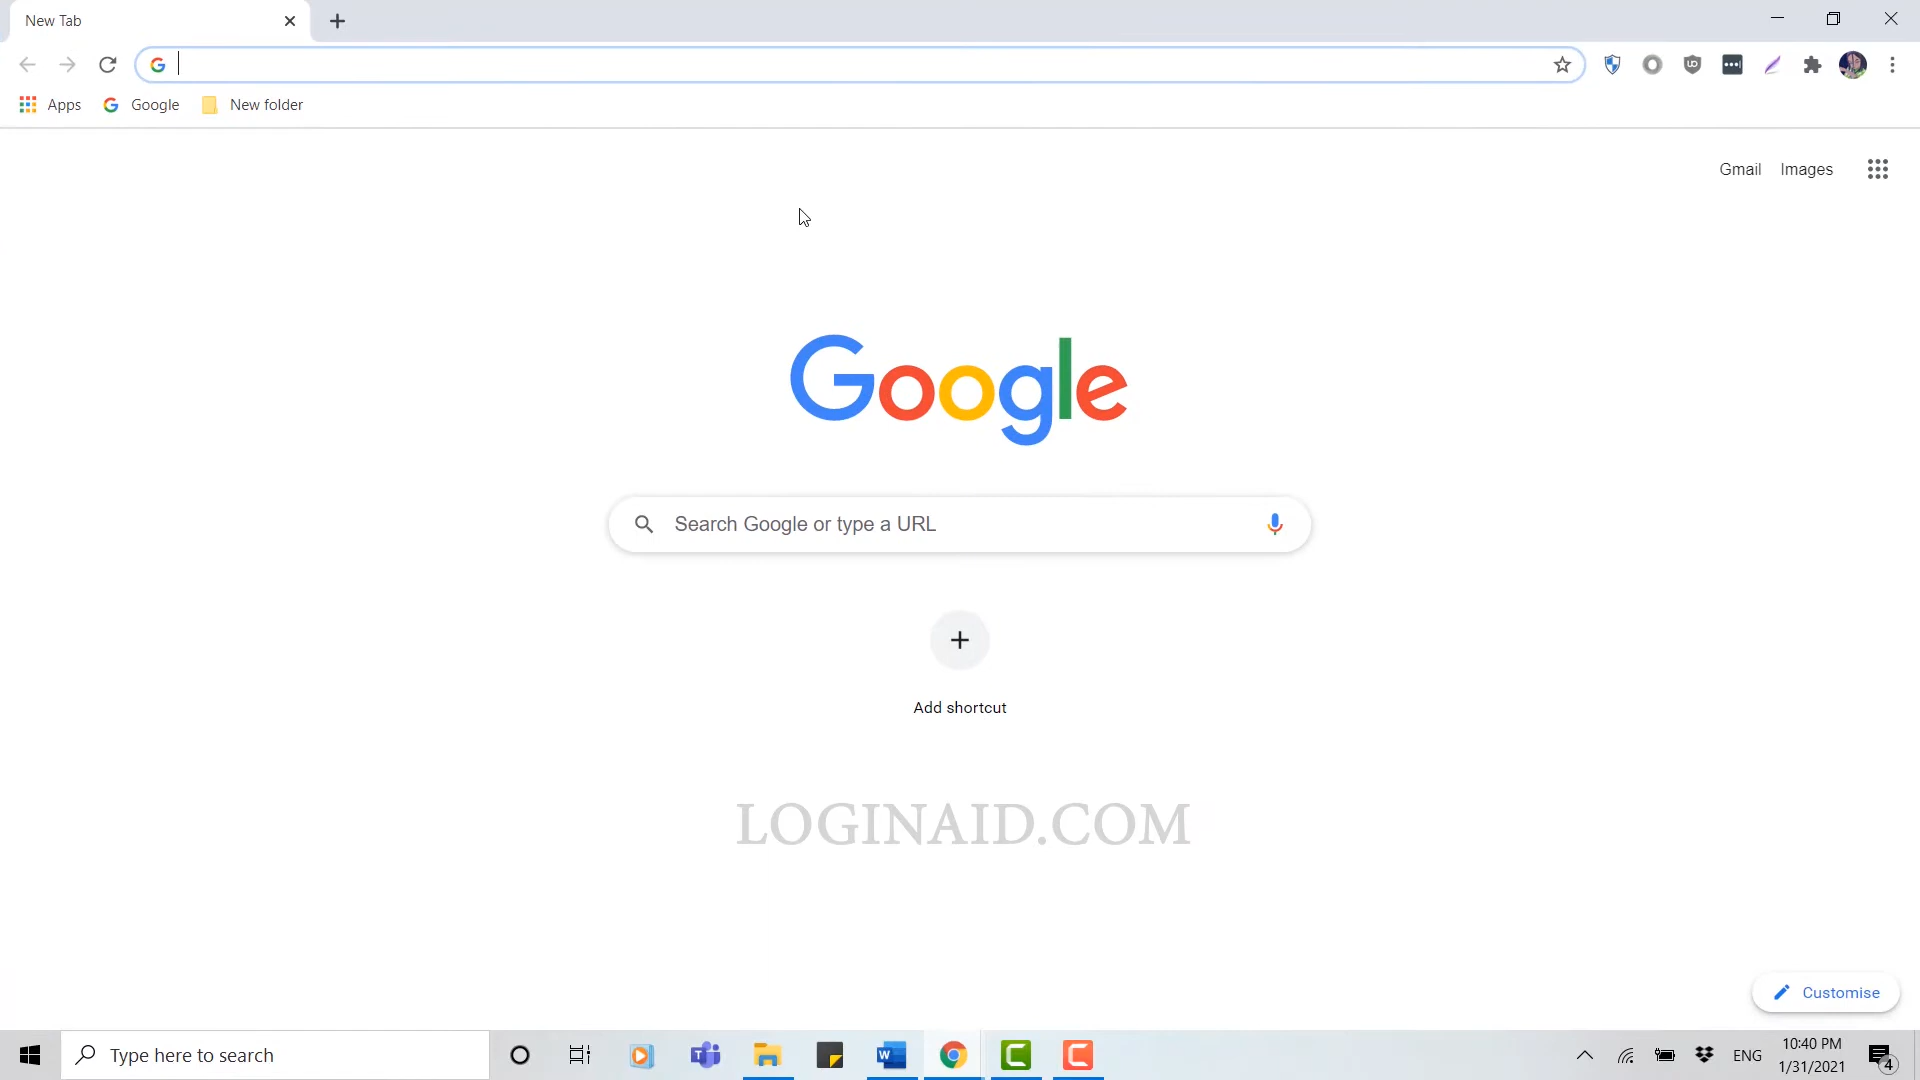 New Tab
Apps
Google
New folder
Gmail
Images
Google
Search Google or type a URL
Add shortcut
LOGINAID.COM
Customise
Type here to search
ENG
10:40 PM
1/31/2021
4